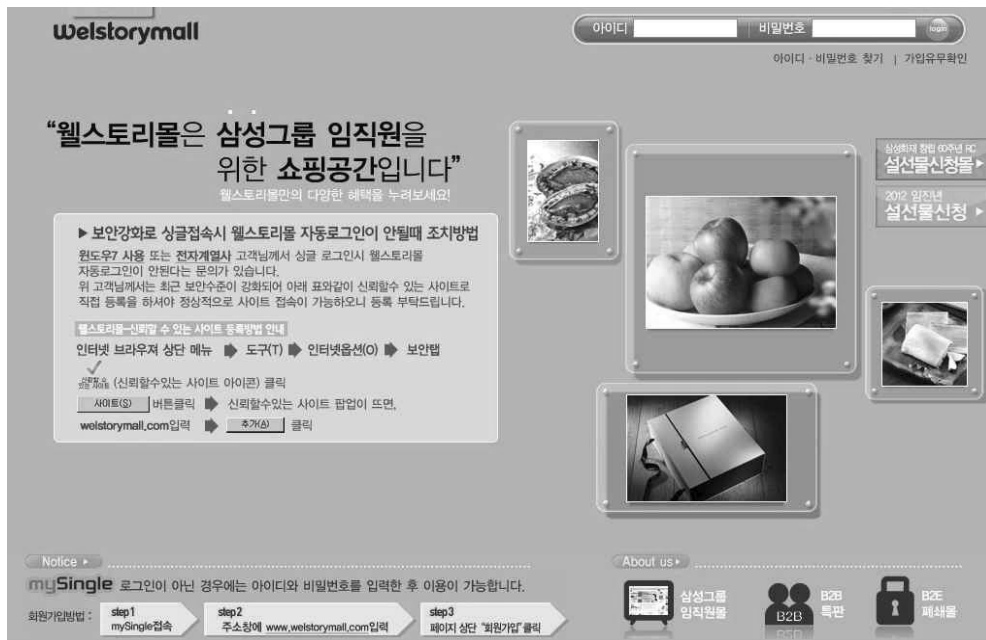 welstorymall
아이디 비밀번호 login
아이디 · 비밀번호 찾기 | 가입유무확인
“웰스토리몰은 삼성그룹 임직원을
위한 쇼핑공간입니다”
웰스토리몰만의 다양한 혜택을 누려보세요!
삼성화재 창립 60주년 RC
설선물신청몰
2012 임진년
설선물신청
▶ 보안강화로 싱글접속시 웰스토리몰 자동로그인이 안될때 조치방법
윈도우7 사용 또는 전자계열사 고객님께서 싱글 로그인시 웰스토리몰
자동로그인이 안된다는 문의가 있습니다.
위 고객님께서는 최근 보안수준이 강화되어 아래 표와같이 신뢰할수 있는 사이트로
직접 등록을 하셔야 정상적으로 사이트 접속이 가능하오니 등록 부탁드립니다.
웰스토리몰-신뢰할 수 있는 사이트 등록방법 안내
인터넷 브라우져 상단 메뉴 도구(T) 인터넷옵션(O) 보안탭
(신뢰할수있는 사이트 아이콘) 클릭
사이트(S) 버튼클릭 신뢰할수있는 사이트 팝업이 뜨면,
welstorymall.com입력 추가(A) 클릭
Notice
mySingle 로그인이 아닌 경우에는 아이디와 비밀번호를 입력한 후 이용이 가능합니다.
회원가입방법 : step1 mySingle접속
step2 주소창에 www.welstorymall.com입력
step3 페이지 상단 "회원가입"클릭
About us
삼성그룹
임직원몰
B2B
B2B
특판
B2E
폐쇄몰